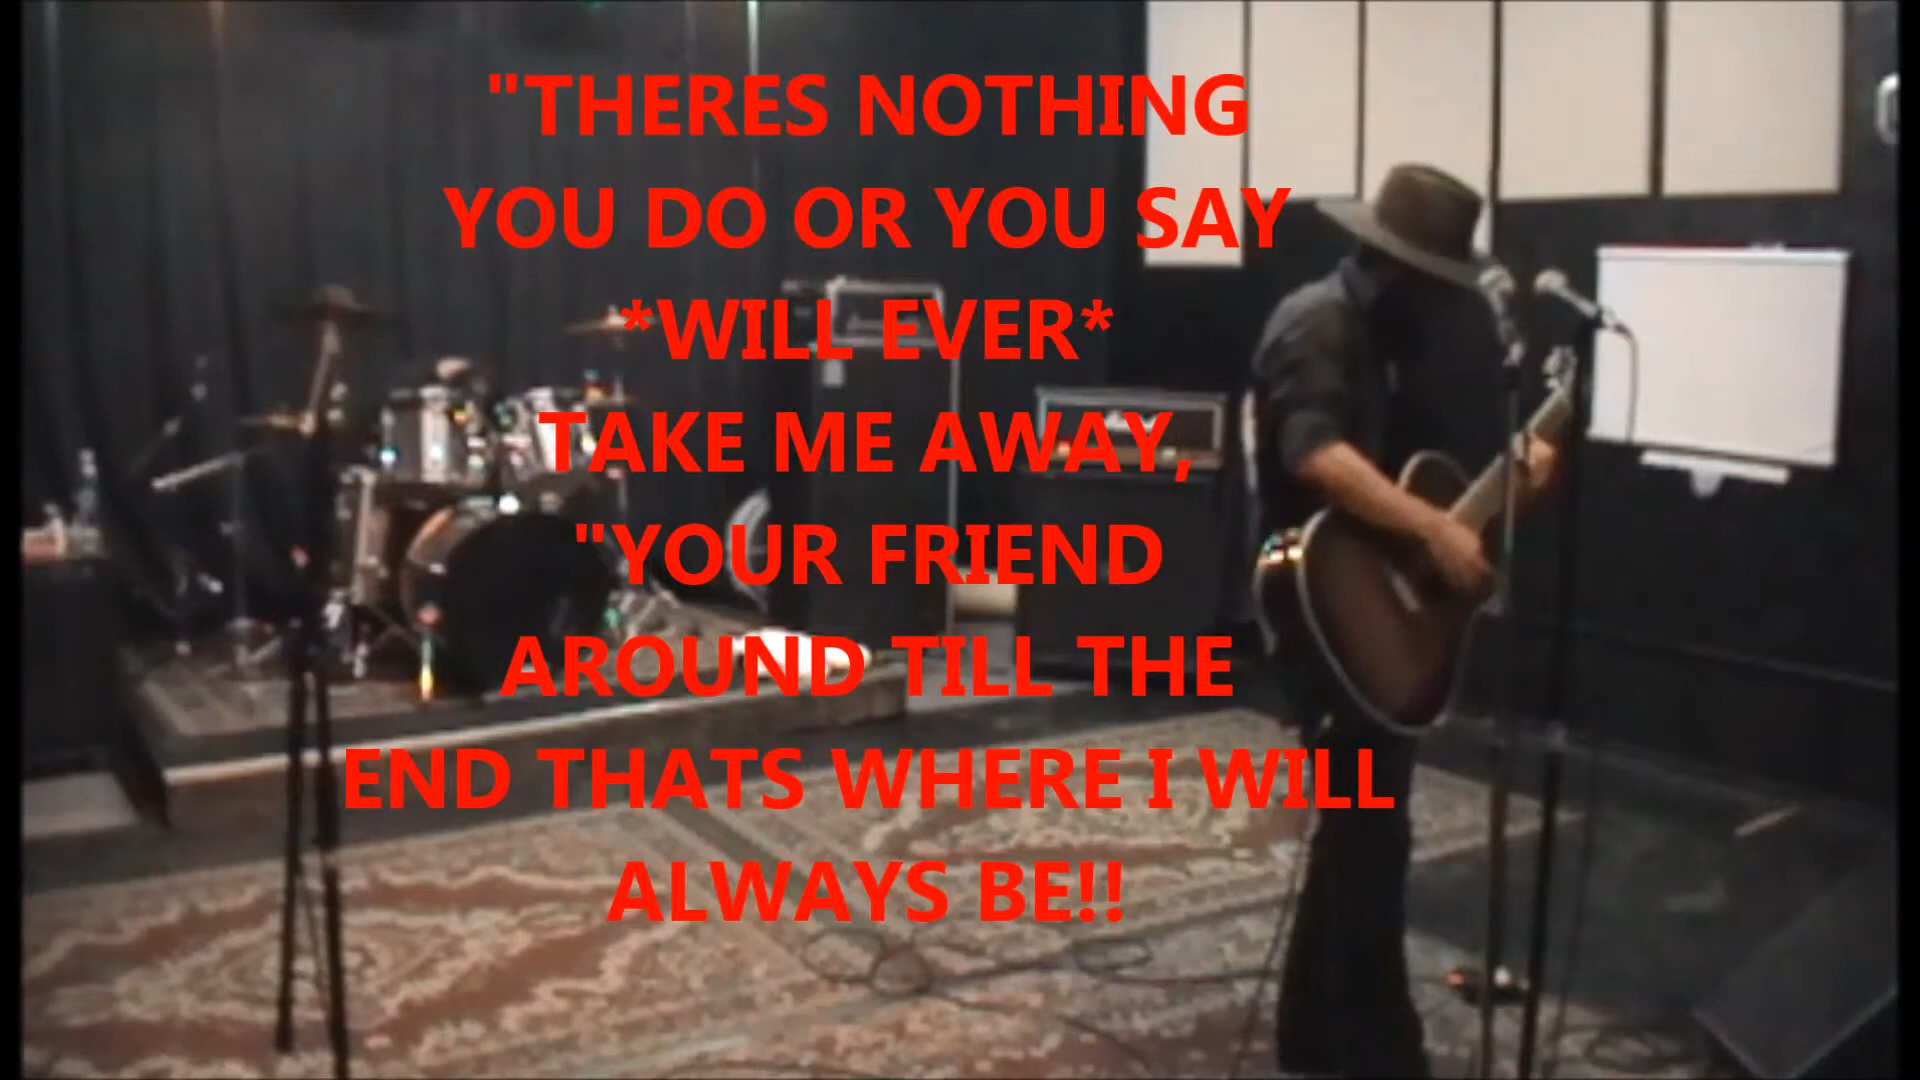 "THERES NOTHING
YOU DO OR YOU SAY
*WILL EVER*
TAKE ME AWAY,
"YOUR FRIEND
AROUND TILL THE
END THATS WHERE I WILL
ALWAYS BE!!